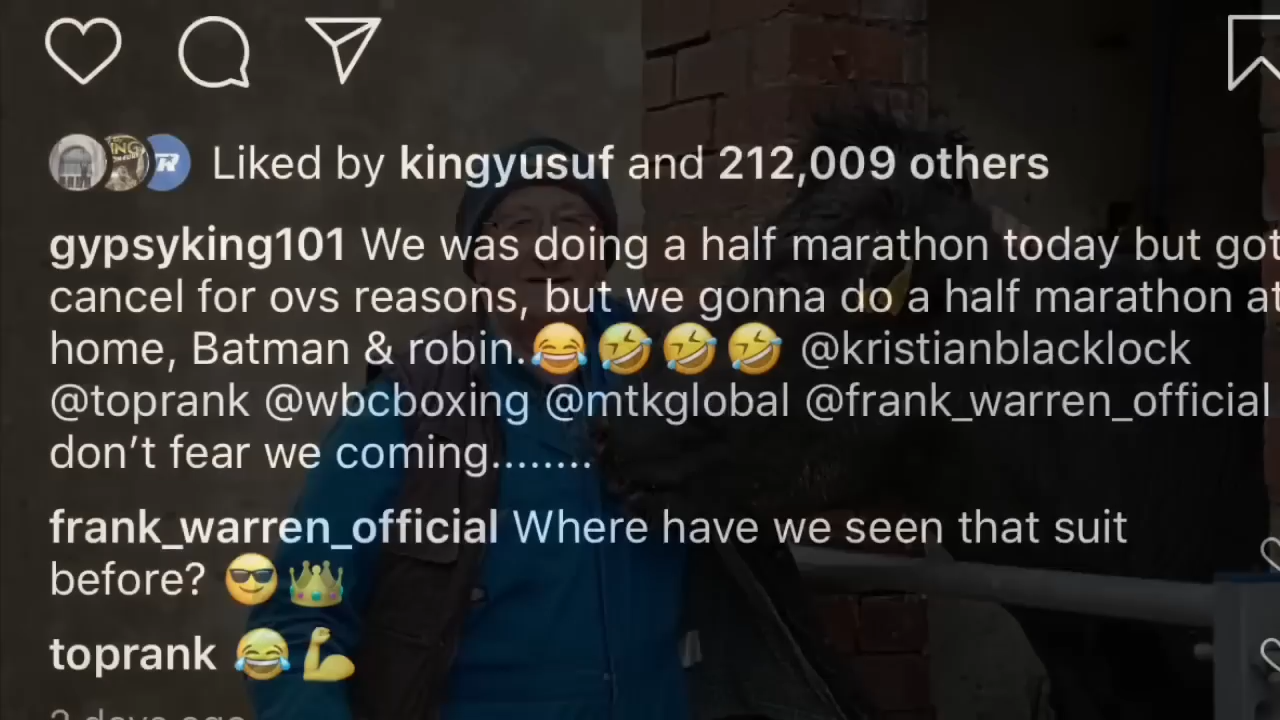 Liked by kingyusuf and 212,009 others
gypsyking101 We was doing a half marathon today but got
cancel for ovs reasons, but we gonna do a half marathon at
home, Batman & robin.😂🤣🤣🤣 @kristianblacklock
@toprank @wbcboxing @mtkglobal @frank_warren_official
don’t fear we coming........
frank_warren_official Where have we seen that suit
before? 😎👑
toprank 😂💪
2 days ago